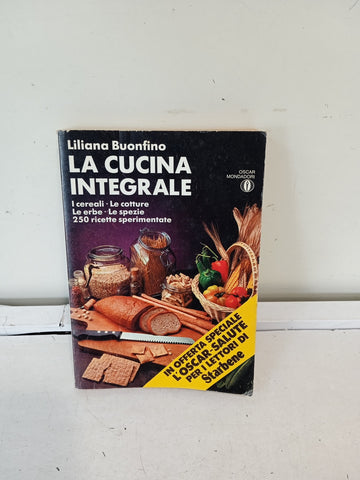 Liliana Buonfino
LA CUCINA
INTEGRALE
I cereali · Le cotture
Le erbe · Le spezie
250 ricette sperimentate
OSCAR
MONDADORI
IN OFFERTA SPECIALE
L'OSCAR-SALUTE
PER I LETTORI DI
Starbene